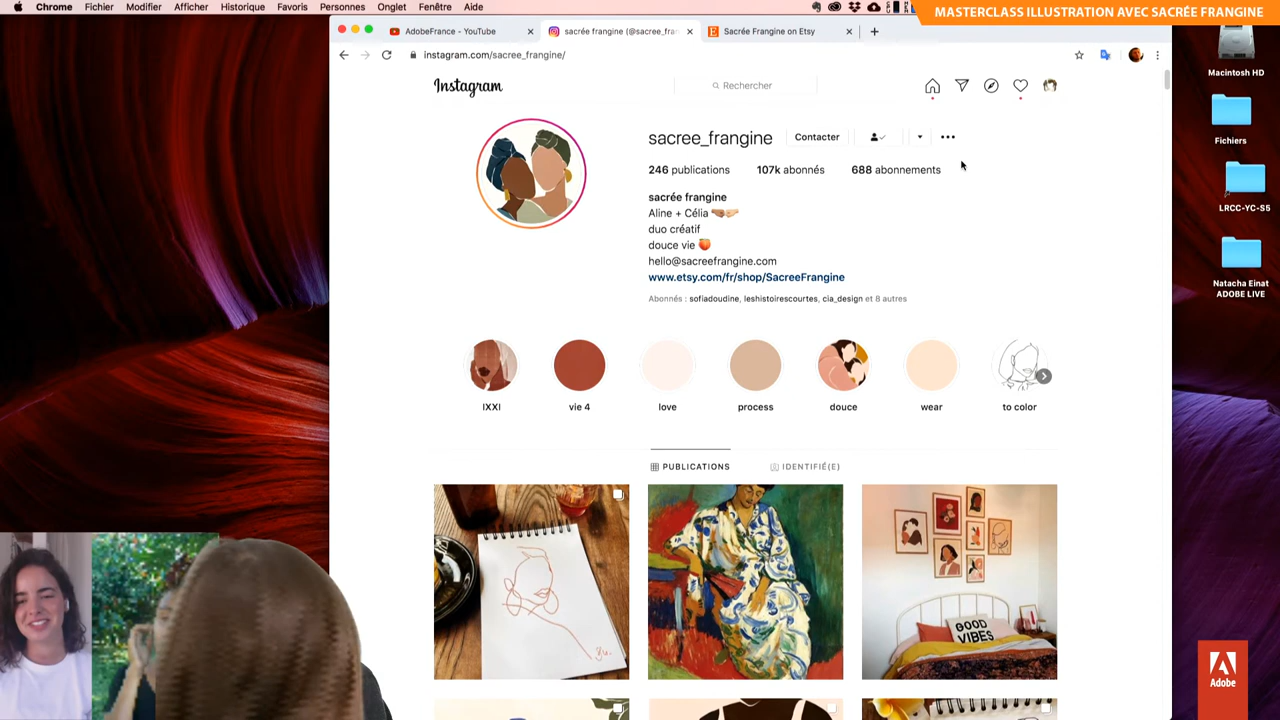 Chrome Fichier Modifier Afficher Historique Favoris Personnes Onglet Fenêtre Aide
MASTERCLASS ILLUSTRATION AVEC SACRÉE FRANGINE
AdobeFrance - YouTube
sacrée frangine (@sacree_fran
Sacrée Frangine on Etsy
instagram.com/sacree_frangine/
Macintosh HD
Fichiers
LRCC-YC-S5
Natacha Einat
ADOBE LIVE
Instagram
Rechercher
sacree_frangine
Contacter
246 publications 107k abonnés 688 abonnements
sacrée frangine
Aline + Célia
duo créatif
douce vie
hello@sacreefrangine.com
www.etsy.com/fr/shop/SacreeFrangine
Abonnés : sofiadoudine, leshistoirescourtes, cia_design et 8 autres
IXXI vie 4 love process douce wear to color
PUBLICATIONS IDENTIFIÉ(E)
GOOD
VIBES
Adobe